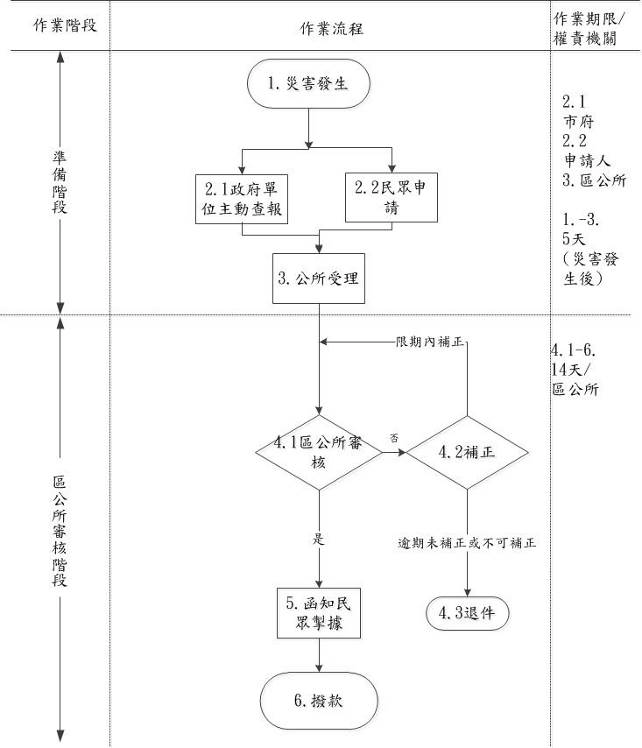 作業階段
作業流程
作業期限/
權責機關
準備階段
1.災害發生
2.1政府單
位主動查報
2.2民眾申
請
3.公所受理
2.1
市府
2.2
申請人
3.區公所
1.-3.
5天
(災害發
生後)
區公所審核階段
限期內補正
4.1區公所審
核
否
4.2補正
是
逾期未補正或不可補正
5.函知民
眾掣據
4.3退件
6.撥款
4.1-6.
14天/
區公所